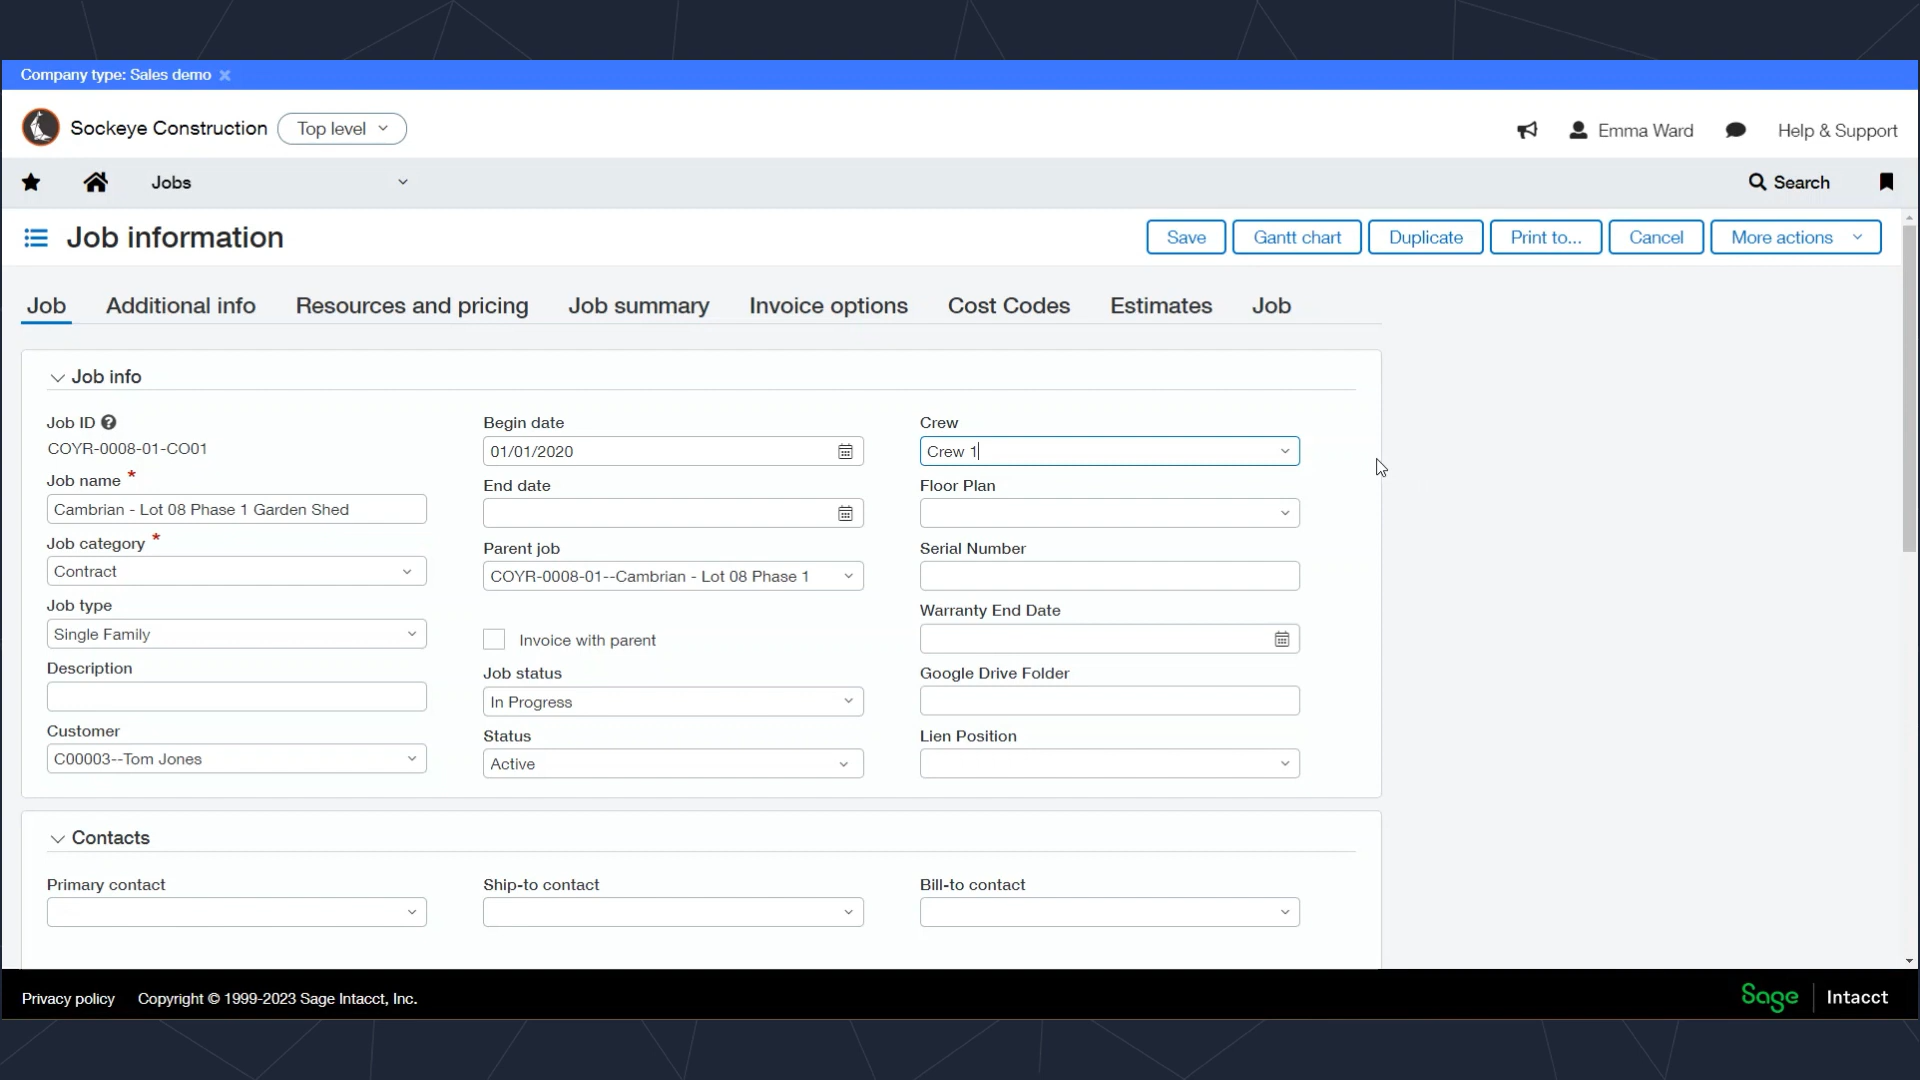 Company type: Sales demo
Sockeye Construction Top level Emma Ward Help & Support
Jobs Search
Job information Save Gantt chart Duplicate Print to... Cancel More actions
Job Additional info Resources and pricing Job summary Invoice options Cost Codes Estimates Job
Job info
Job ID
COYR-0008-01-CO01
Job name *
Cambrian - Lot 08 Phase 1 Garden Shed
Job category *
Contract
Job type
Single Family
Description
Customer
C00003--Tom Jones
Begin date
01/01/2020
End date
Parent job
COYR-0008-01--Cambrian - Lot 08 Phase 1
Invoice with parent
Job status
In Progress
Status
Active
Crew
Crew 1
Floor Plan
Serial Number
Warranty End Date
Google Drive Folder
Lien Position
Contacts
Primary contact Ship-to contact Bill-to contact
Privacy policy Copyright © 1999-2023 Sage Intacct, Inc. Sage Intacct